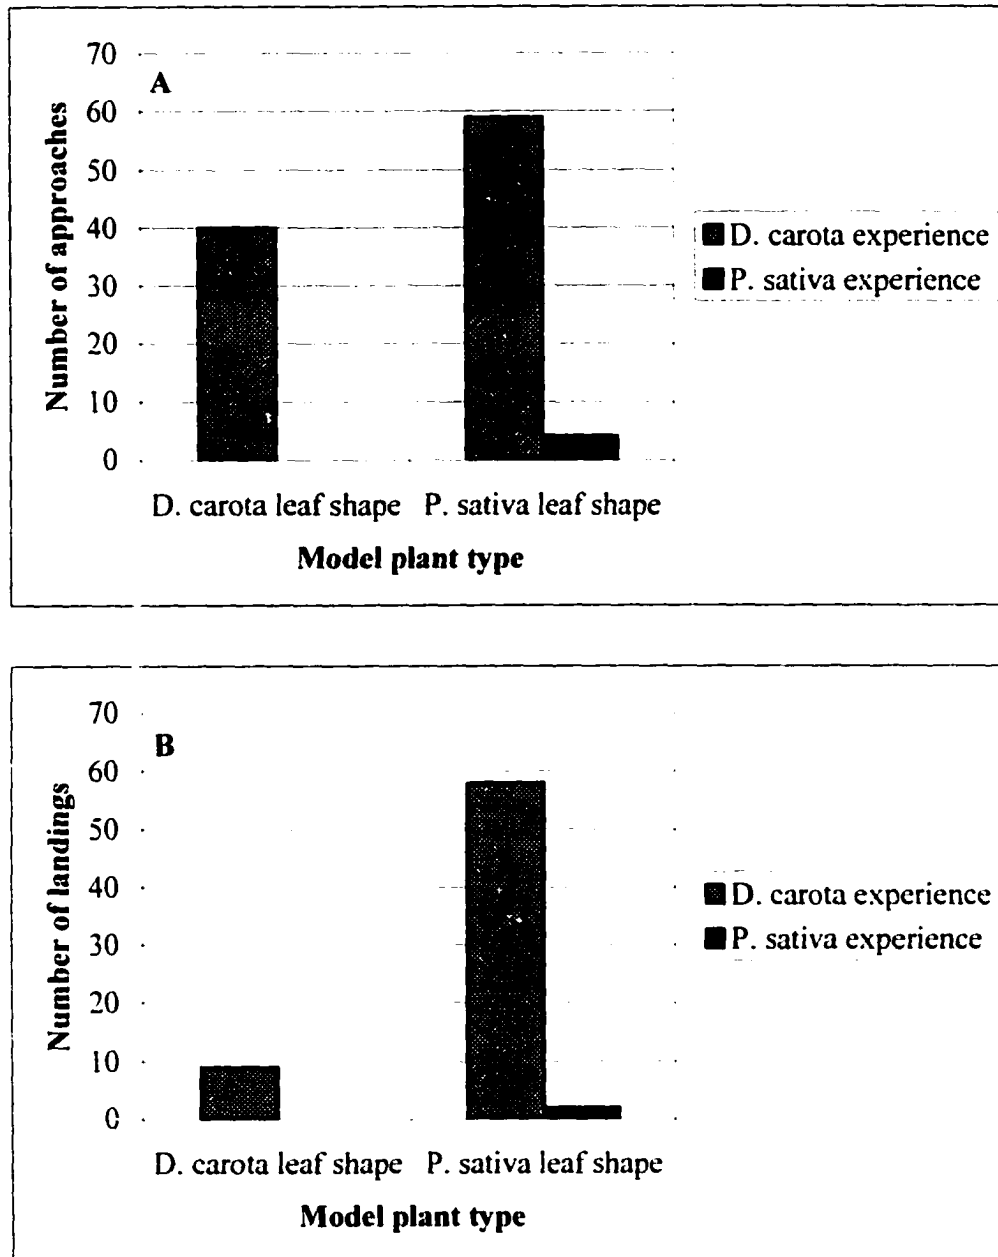 70
A
60
50
40
30
20
10
0
Number of approaches
D. carota leaf shape P. sativa leaf shape
Model plant type
D. carota experience
P. sativa experience
70
B
60
50
40
30
20
10
0
Number of landings
D. carota leaf shape P. sativa leaf shape
Model plant type
D. carota experience
P. sativa experience